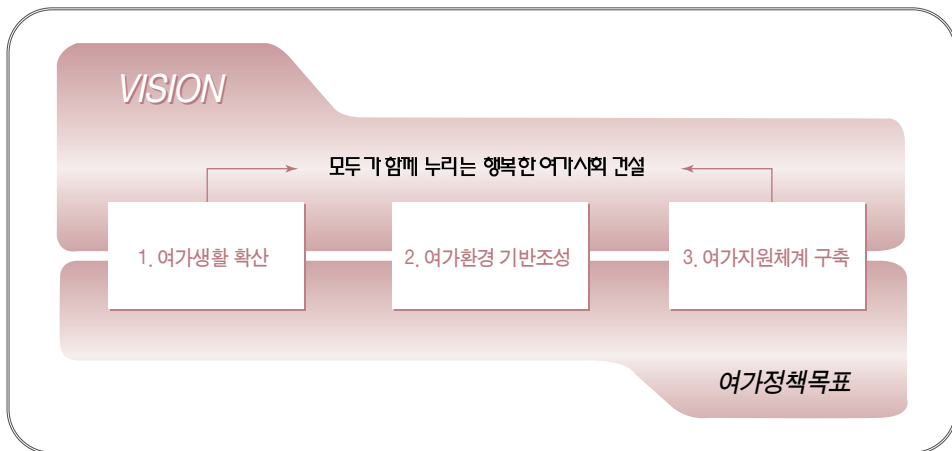 VISION
모두가 함께 누리는 행복한 여가사회 건설
1. 여가생활 확산
2. 여가환경 기반조성
3. 여가지원체계 구축
여가정책목표